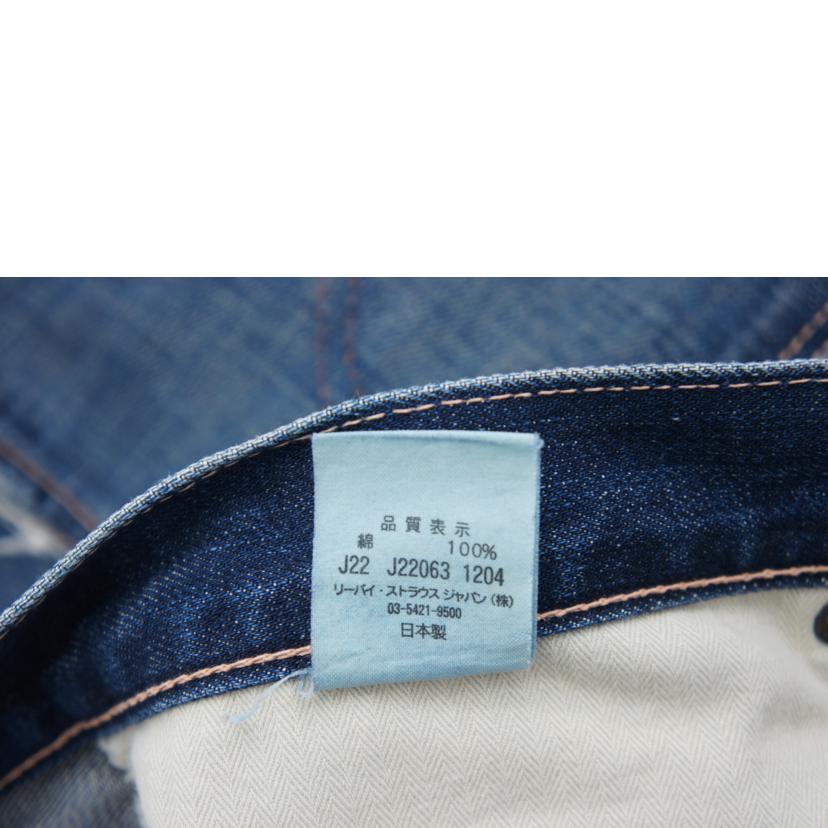 品質表示
綿 100%
J22 J22063 1204
リーバイ・ストラウス ジャパン(株)
03-5421-9500
日本製